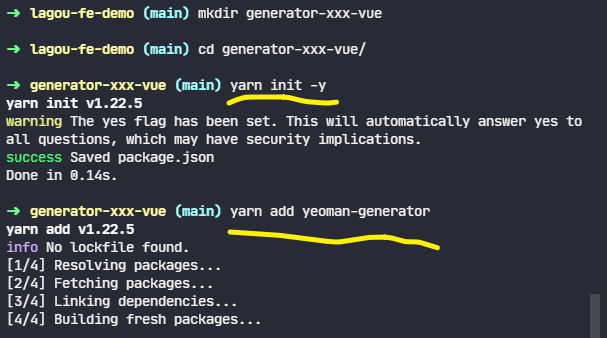 ➜ lagou-fe-demo (main) mkdir generator-xxx-vue
➜ lagou-fe-demo (main) cd generator-xxx-vue/
➜ generator-xxx-vue (main) yarn init -y
yarn init v1.22.5
warning The yes flag has been set. This will automatically answer yes to
all questions, which may have security implications.
success Saved package.json
Done in 0.14s.
➜ generator-xxx-vue (main) yarn add yeoman-generator
yarn add v1.22.5
info No lockfile found.
[1/4] Resolving packages...
[2/4] Fetching packages...
[3/4] Linking dependencies...
[4/4] Building fresh packages...